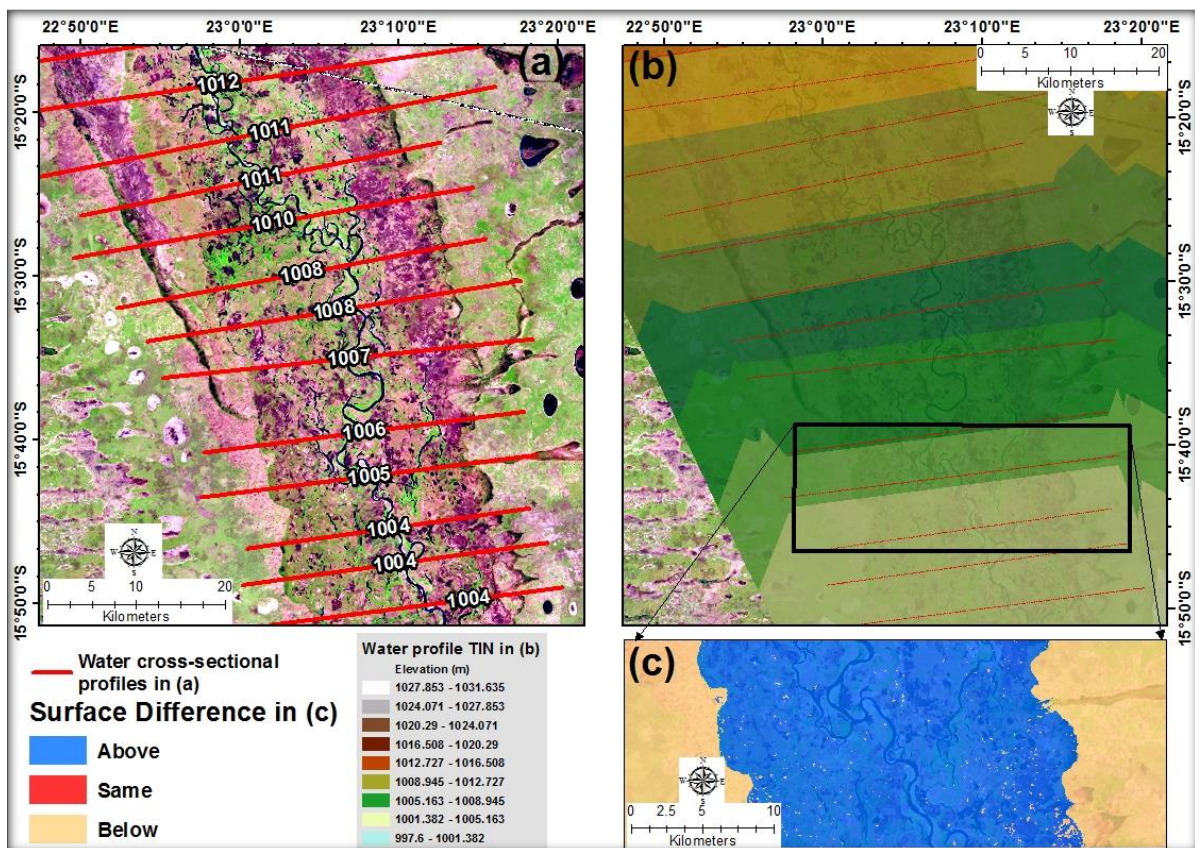 22°50'0"E 23°0'0"E 23°10'0"E 23°20'0"E
22°50'0"E 23°0'0"E 23°10'0"E 23°20'0"E
(a)
15°20'0"S
15°30'0"S
15°40'0"S
15°50'0"S
1012
1011
1011
1010
1008
1008
1007
1006
1005
1004
1004
1004
N
W E
S
0 5 10 20
Kilometers
(b)
0 5 10 20
Kilometers
N
W E
S
15°20'0"S
15°30'0"S
15°40'0"S
15°50'0"S
Water cross-sectional
profiles in (a)
Surface Difference in (c)
Above
Same
Below
Water profile TIN in (b)
Elevation (m)
1027.853 - 1031.635
1024.071 - 1027.853
1020.29 - 1024.071
1016.508 - 1020.29
1012.727 - 1016.508
1008.945 - 1012.727
1005.163 - 1008.945
1001.382 - 1005.163
997.6 - 1001.382
(c)
N
W E
S
0 2.5 5 10
Kilometers